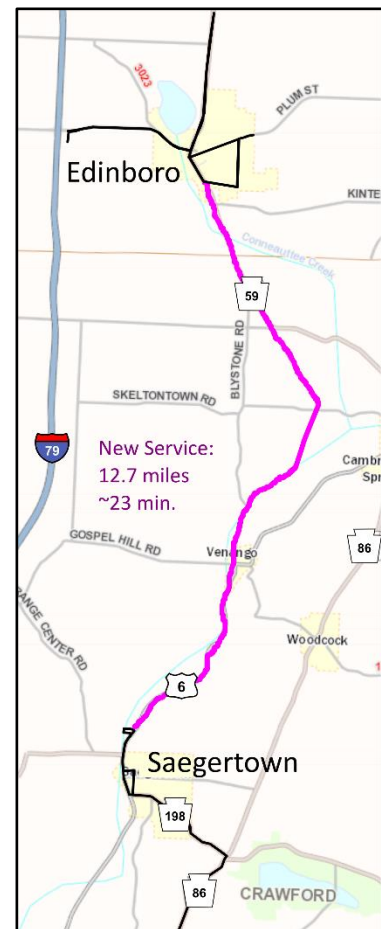 3023
PLUM ST
Edinboro
KINTE
Conneauttee Creek
59
BLYSTONE RD
SKELTONTOWN RD
79
New Service:
12.7 miles
~23 min.
Cambr
Spr
86
GOSPEL HILL RD
Venango
RANGE CENTER RD
Woodcock
6
Saegertown
198
86
CRAWFORD